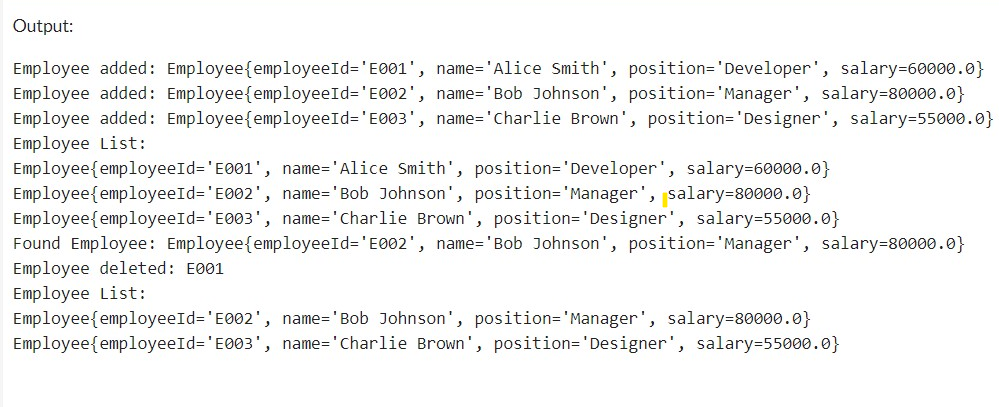 Output:
Employee added: Employee{employeeId='E001', name='Alice Smith', position='Developer', salary=60000.0}
Employee added: Employee{employeeId='E002', name='Bob Johnson', position='Manager', salary=80000.0}
Employee added: Employee{employeeId='E003', name='Charlie Brown', position='Designer', salary=55000.0}
Employee List:
Employee{employeeId='E001', name='Alice Smith', position='Developer', salary=60000.0}
Employee{employeeId='E002', name='Bob Johnson', position='Manager', salary=80000.0}
Employee{employeeId='E003', name='Charlie Brown', position='Designer', salary=55000.0}
Found Employee: Employee{employeeId='E002', name='Bob Johnson', position='Manager', salary=80000.0}
Employee deleted: E001
Employee List:
Employee{employeeId='E002', name='Bob Johnson', position='Manager', salary=80000.0}
Employee{employeeId='E003', name='Charlie Brown', position='Designer', salary=55000.0}